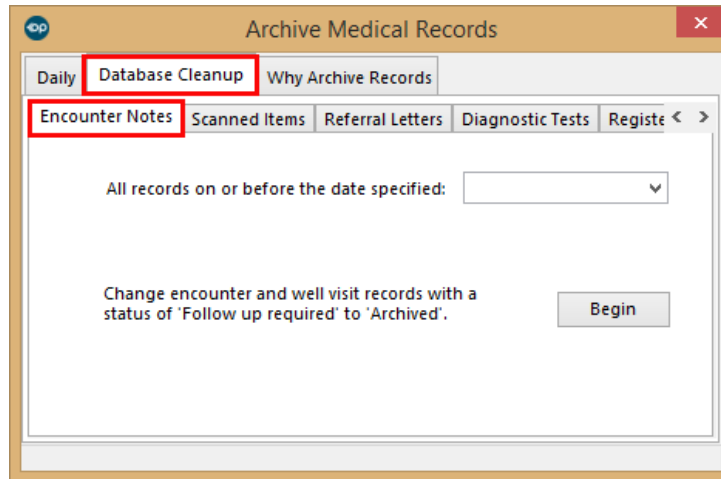 op
Archive Medical Records
Daily
Database Cleanup
Why Archive Records
Encounter Notes
Scanned Items
Referral Letters
Diagnostic Tests
Registe
All records on or before the date specified:
Change encounter and well visit records with a
status of 'Follow up required' to 'Archived'.
Begin